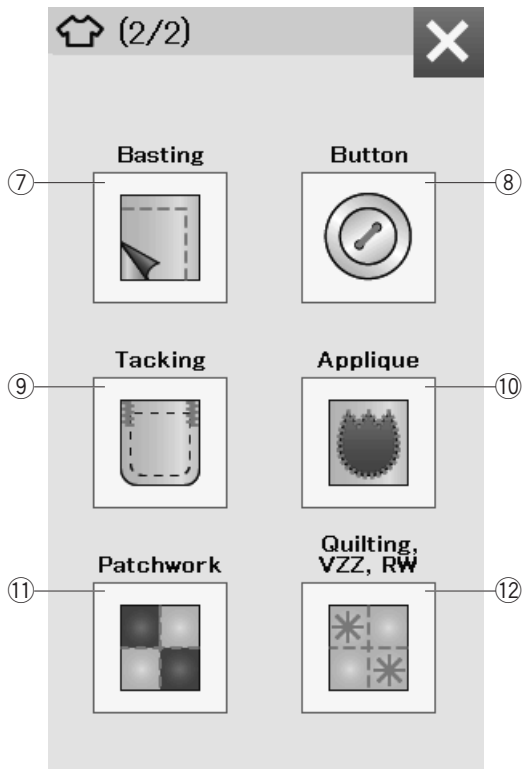 (2/2)
Basting
Button
⑦
⑧
Tacking
Applique
⑨
⑩
Patchwork
Quilting,
VZZ, RW
⑪
⑫